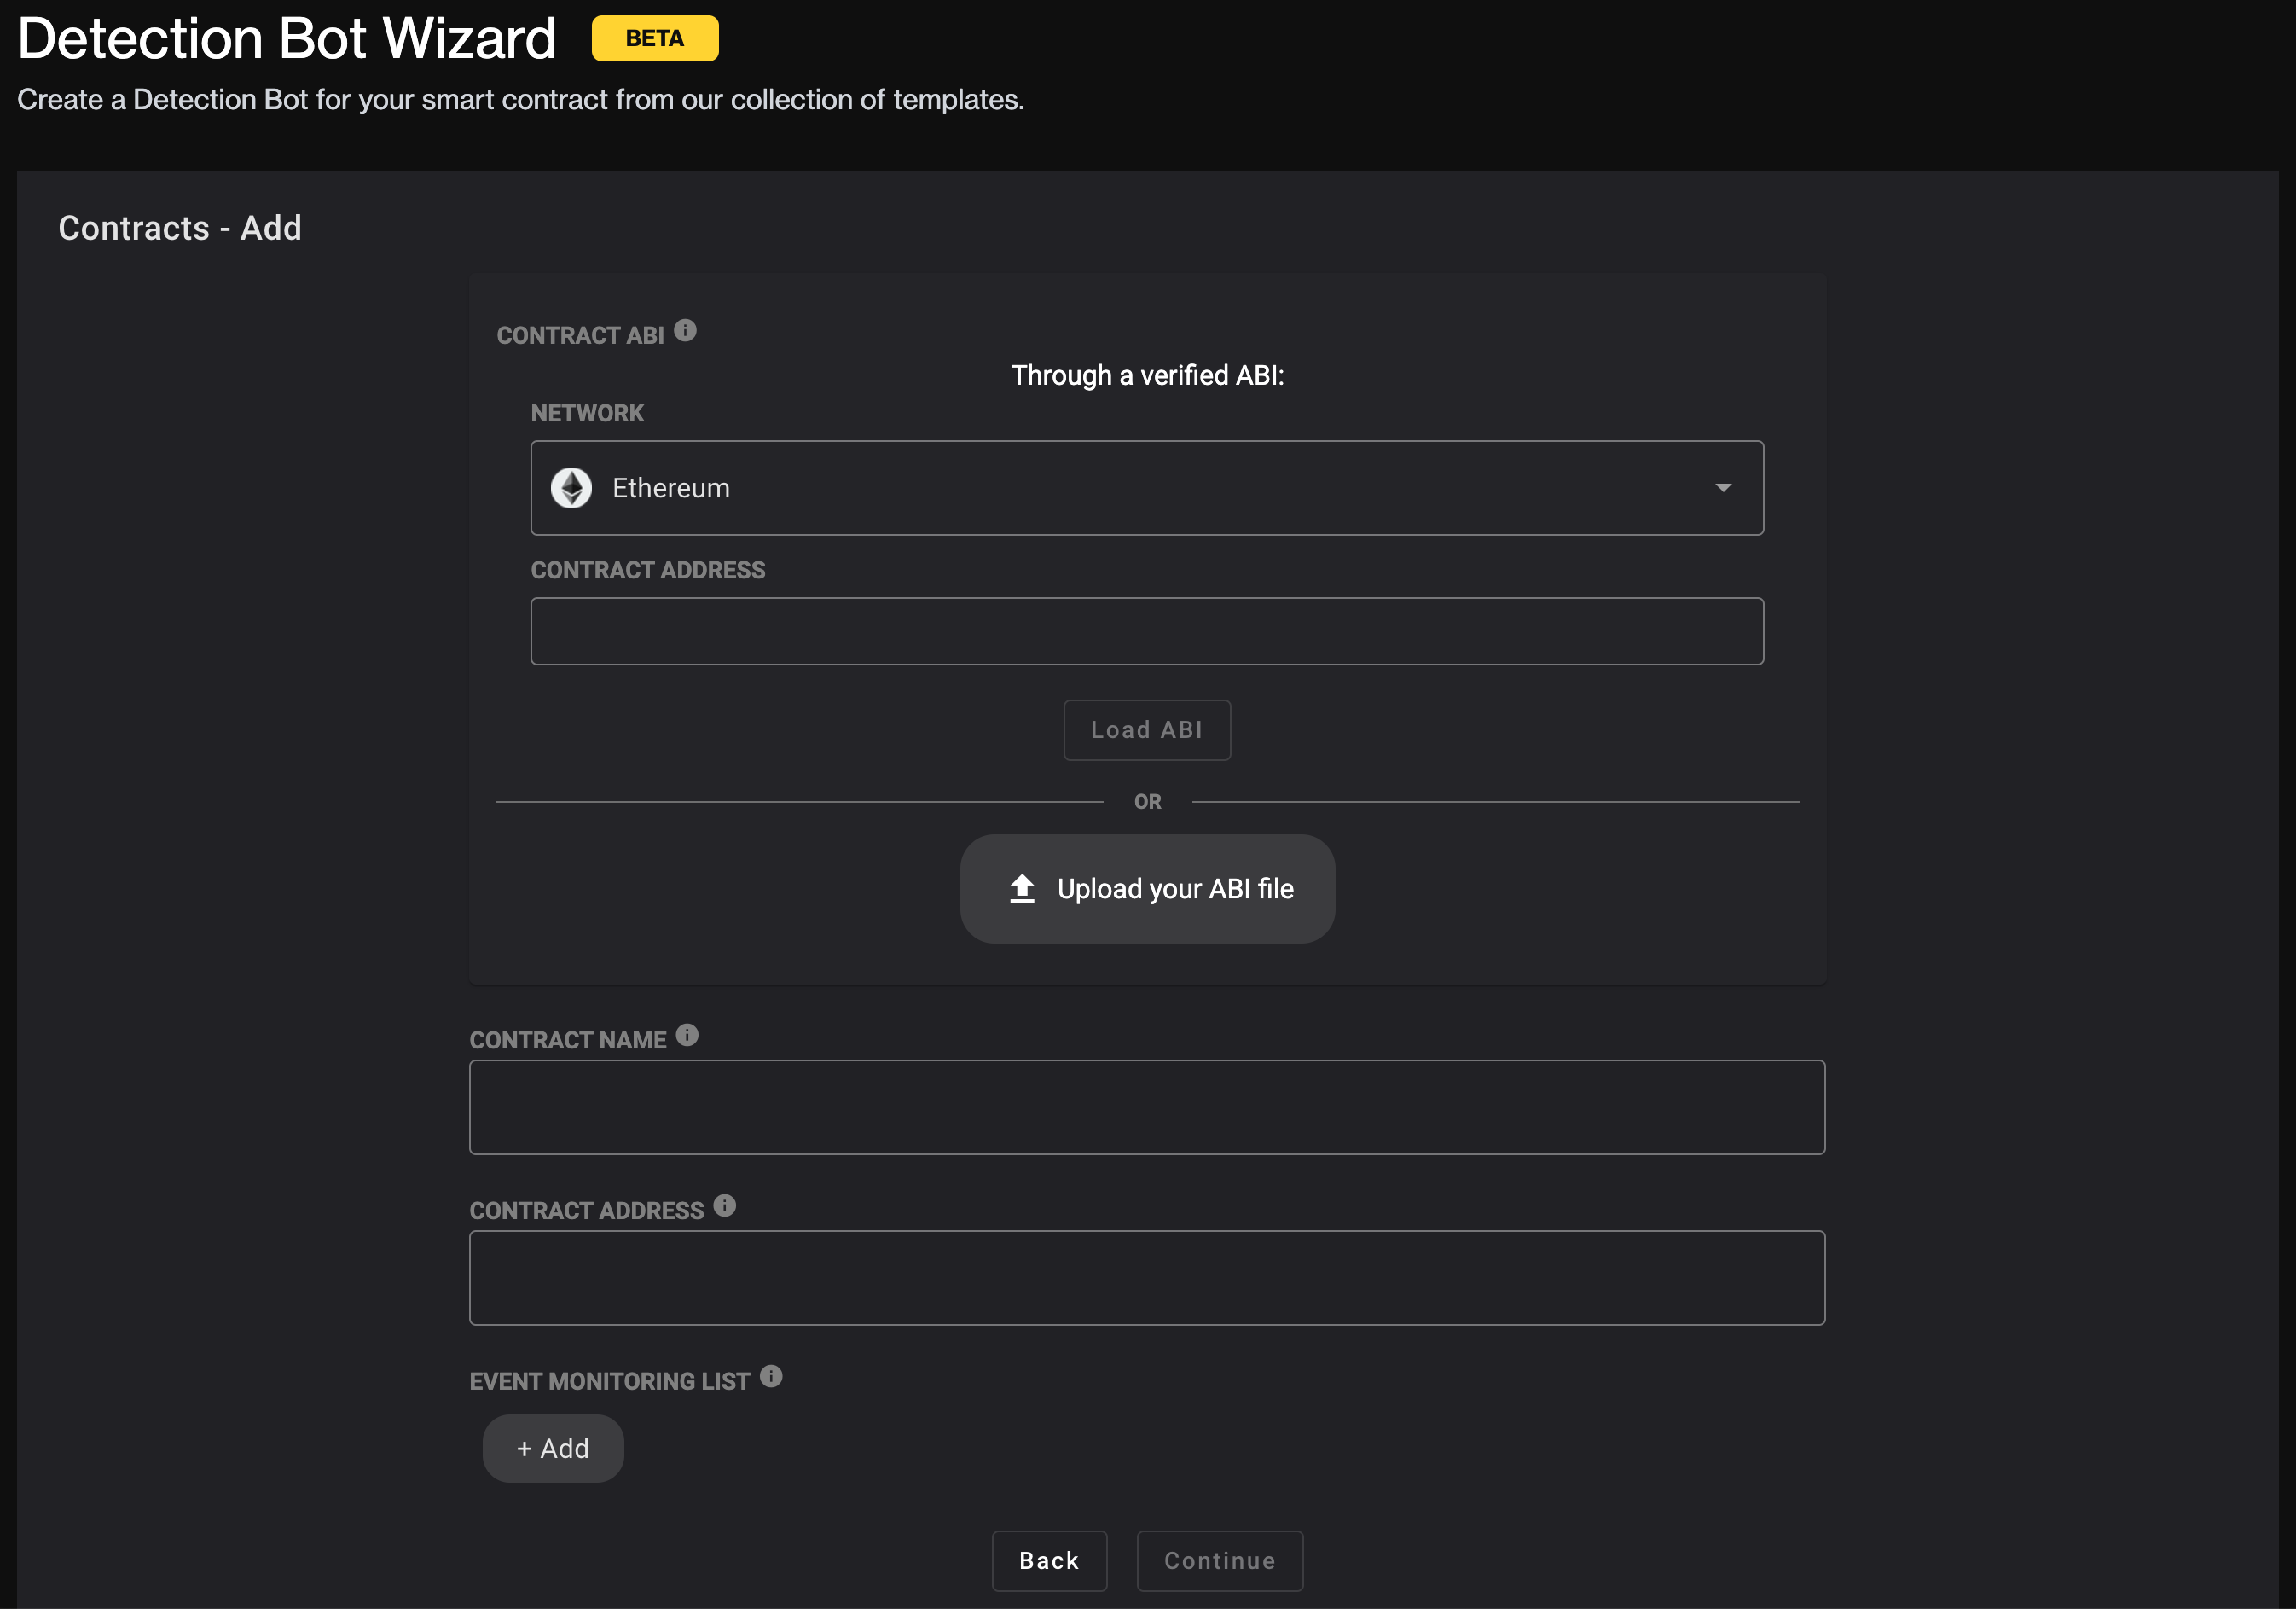 Detection Bot Wizard BETA
Create a Detection Bot for your smart contract from our collection of templates.
Contracts - Add
CONTRACT ABI
Through a verified ABI:
NETWORK
Ethereum
CONTRACT ADDRESS
Load ABI
OR
Upload your ABI file
CONTRACT NAME
CONTRACT ADDRESS
EVENT MONITORING LIST
+ Add
Back Continue